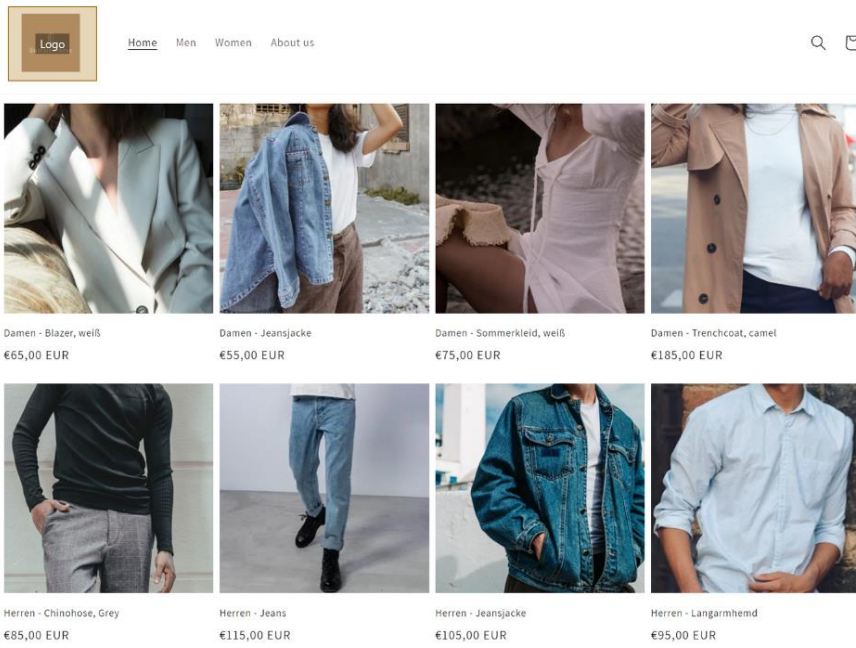 Logo
Home Men Women About us
Damen - Blazer, weiß
€65,00 EUR
Damen - Jeansjacke
€55,00 EUR
Damen - Sommerkleid, weiß
€75,00 EUR
Damen - Trenchcoat, camel
€185,00 EUR
Herren - Chinohose, Grey
€85,00 EUR
Herren - Jeans
€115,00 EUR
Herren - Jeansjacke
€105,00 EUR
Herren - Langarmhemd
€95,00 EUR